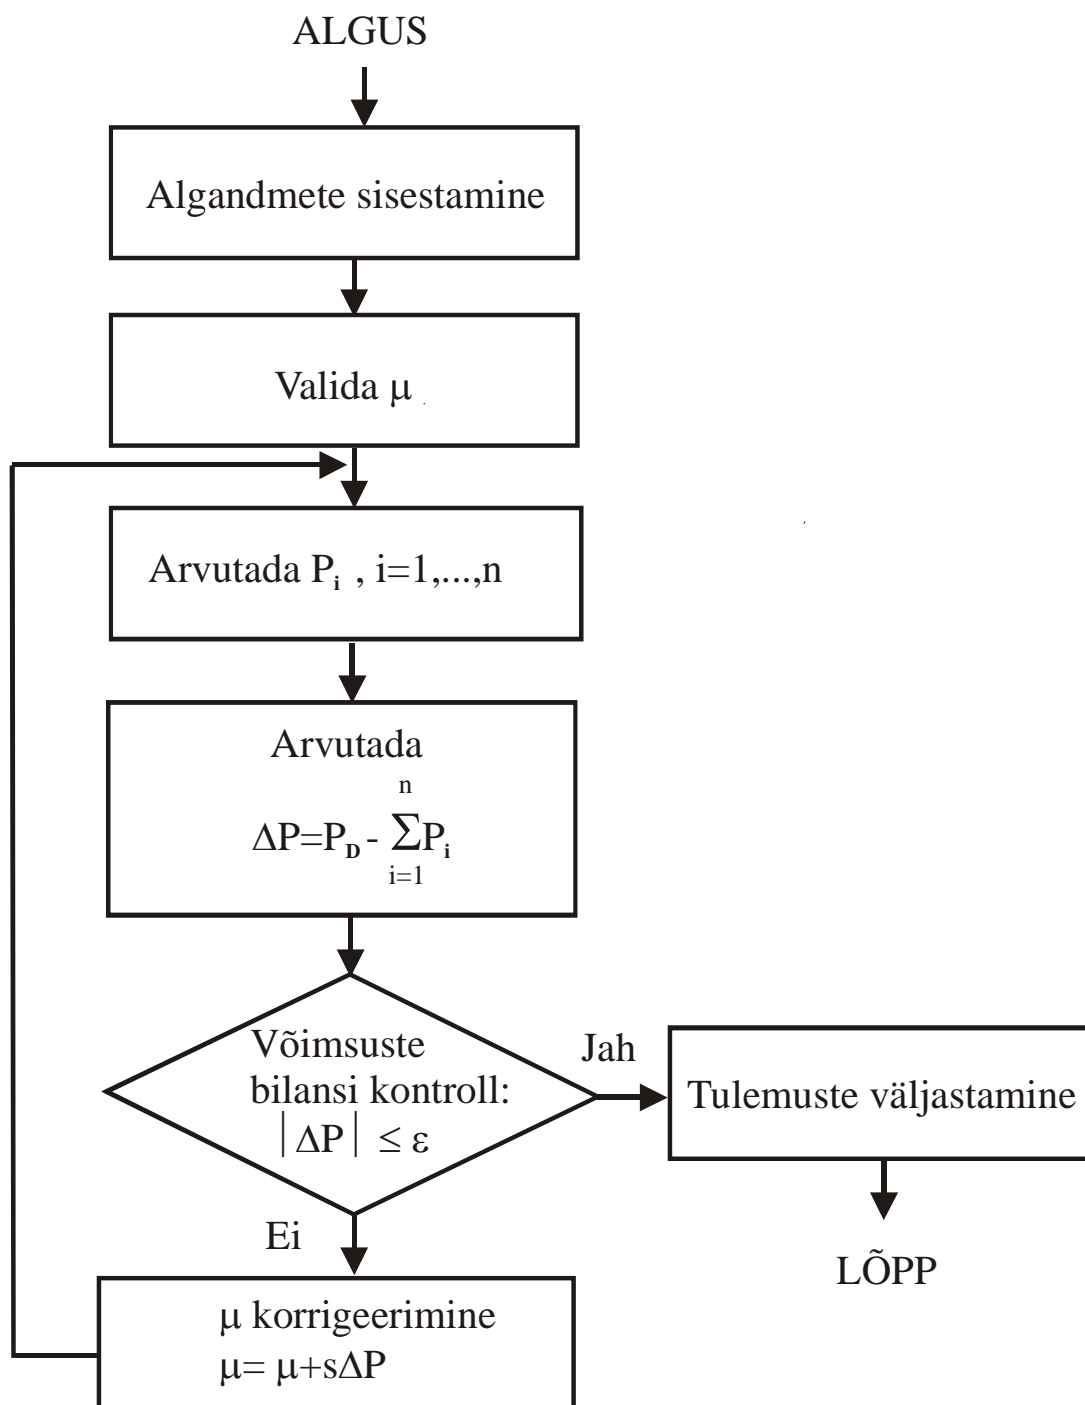 ALGUS
Algandmete sisestamine
Valida μ
Arvutada Pi , i=1,...,n
Arvutada
n
ΔP=PD - ΣPi
i=1
Võimsuste
bilansi kontroll:
|ΔP| ≤ ε
Jah
Tulemuste väljastamine
Ei
LÕPP
μ korrigeerimine
μ= μ+sΔP